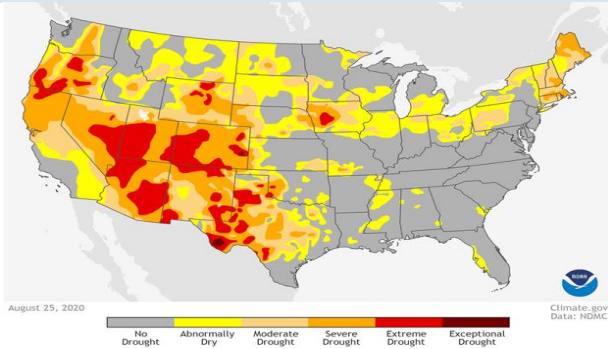 NOAA
August 25, 2020
Climate.gov
Data: NDMC
No Drought
Abnormally Dry
Moderate Drought
Severe Drought
Extreme Drought
Exceptional Drought